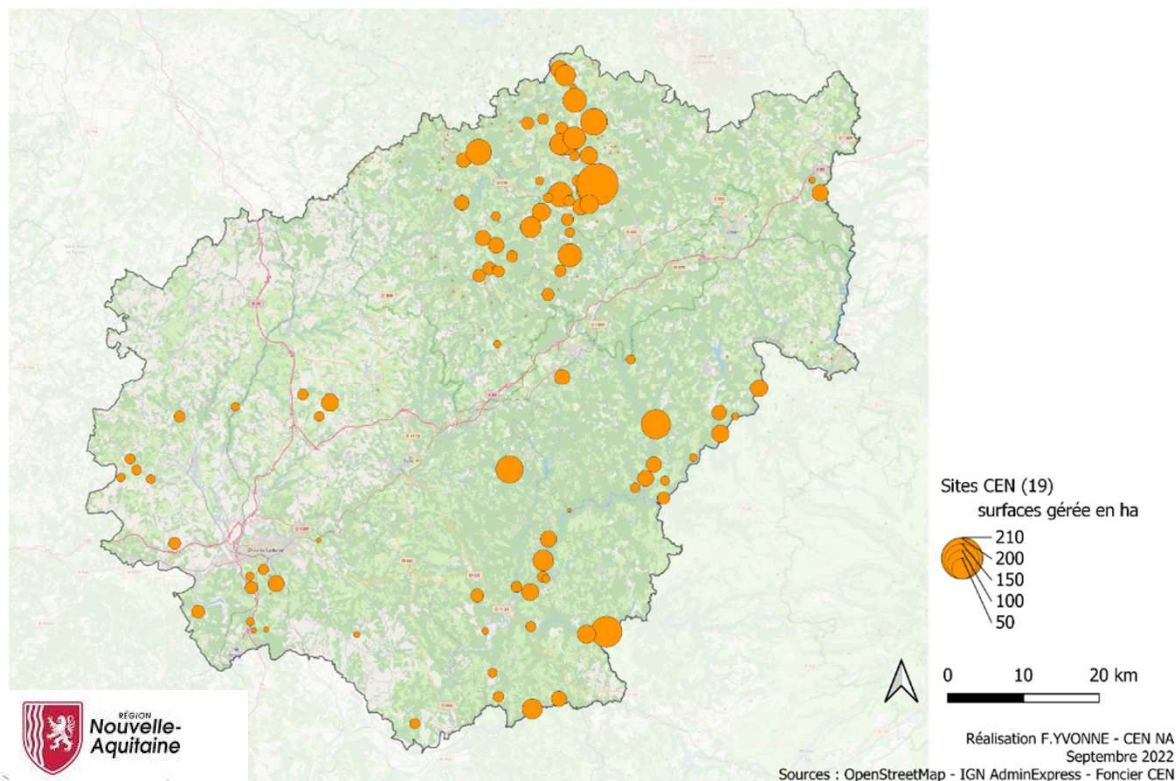 Sites CEN (19)
surfaces gérée en ha
210
200
150
100
50
0 10 20 km
RÉGION
Nouvelle-
Aquitaine
Réalisation F.YVONNE - CEN NA
Septembre 2022
Sources : OpenStreetMap - IGN AdminExpress - Foncier CEN